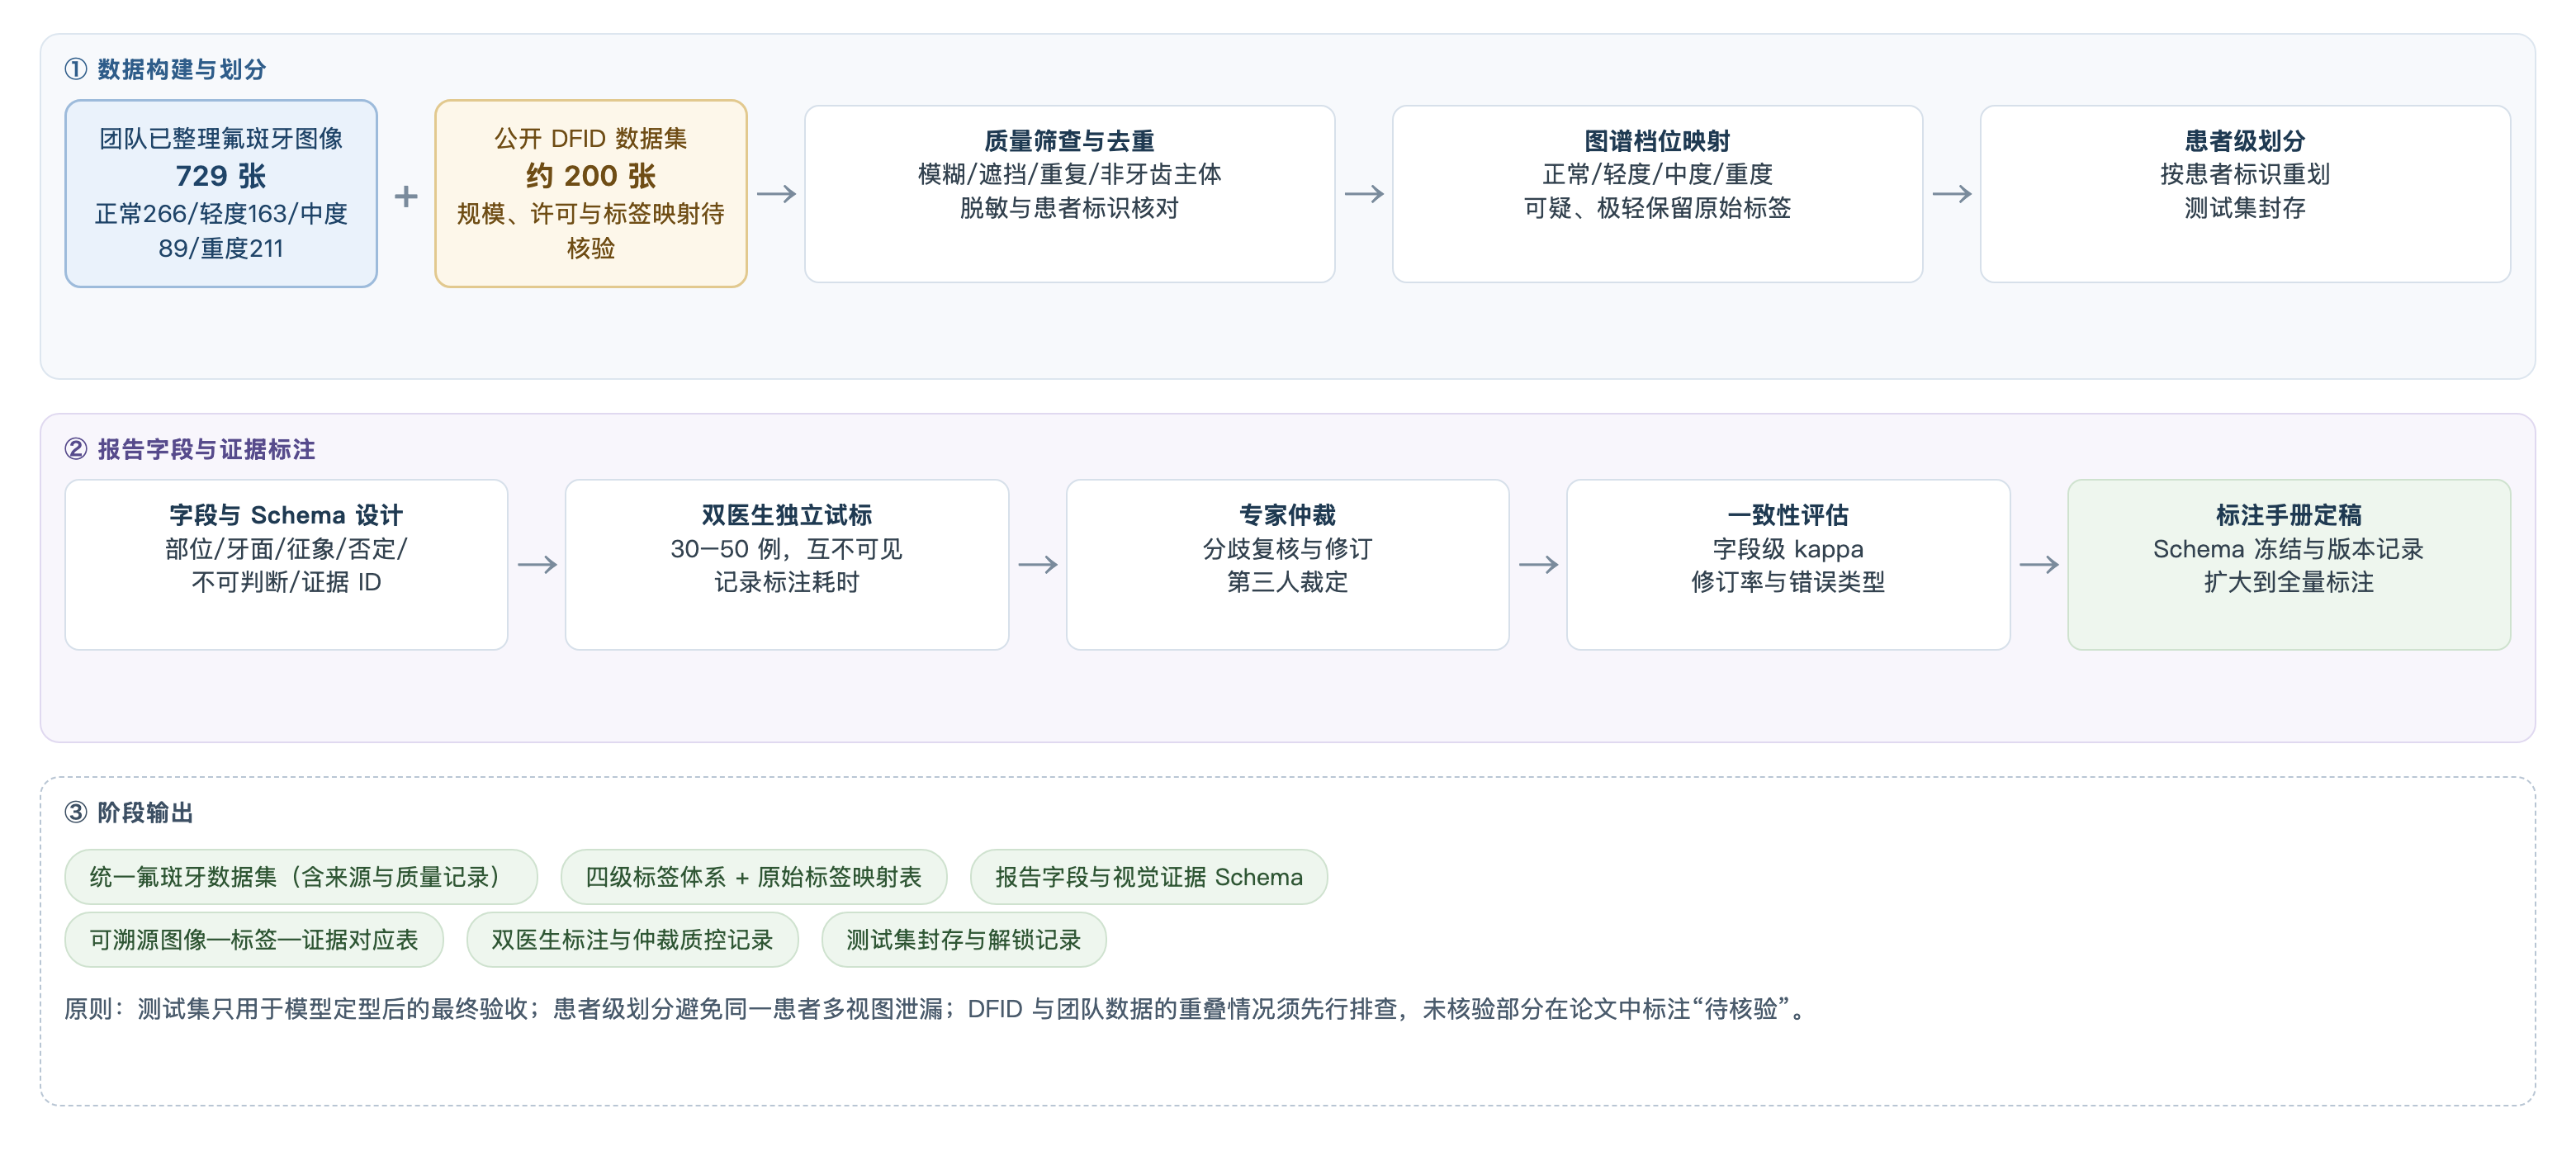 ① 数据构建与划分
团队已整理氟斑牙图像
729 张
正常266/轻度163/中度
89/重度211
+
公开 DFID 数据集
约 200 张
规模、许可与标签映射待
核验
→
质量筛查与去重
模糊/遮挡/重复/非牙齿主体
脱敏与患者标识核对
→
图谱档位映射
正常/轻度/中度/重度
可疑、极轻保留原始标签
→
患者级划分
按患者标识重划
测试集封存
② 报告字段与证据标注
字段与 Schema 设计
部位/牙面/征象/否定/
不可判断/证据 ID
→
双医生独立试标
30—50 例，互不可见
记录标注耗时
→
专家仲裁
分歧复核与修订
第三人裁定
→
一致性评估
字段级 kappa
修订率与错误类型
→
标注手册定稿
Schema 冻结与版本记录
扩大到全量标注
③ 阶段输出
统一氟斑牙数据集（含来源与质量记录）
四级标签体系 + 原始标签映射表
报告字段与视觉证据 Schema
可溯源图像—标签—证据对应表
双医生标注与仲裁质控记录
测试集封存与解锁记录
原则：测试集只用于模型定型后的最终验收；患者级划分避免同一患者多视图泄漏；DFID 与团队数据的重叠情况须先行排查，未核验部分在论文中标注“待核验”。